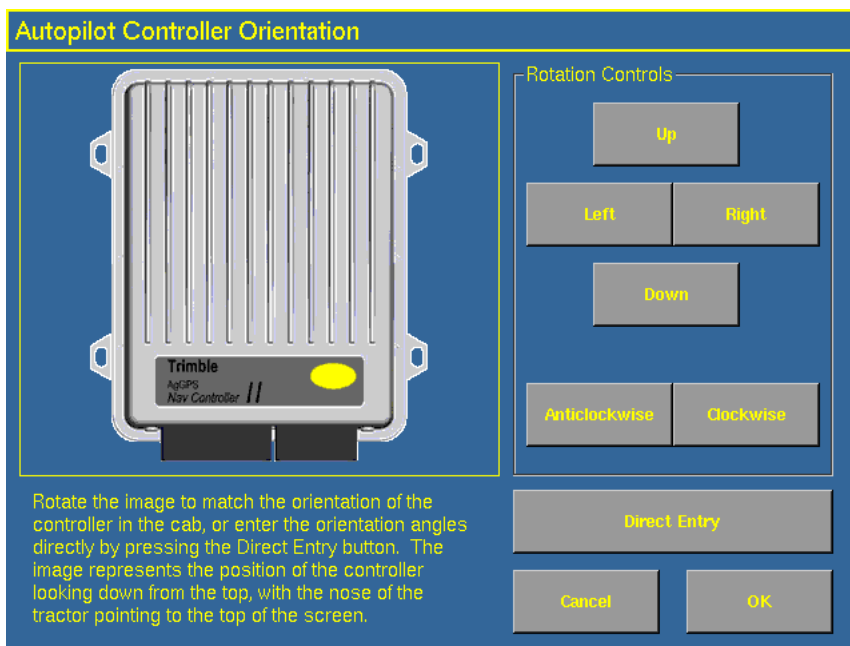 Autopilot Controller Orientation
Rotation Controls
Up
Left
Right
Down
Anticlockwise
Clockwise
Trimble
AgGPS
Nav Controller II
Rotate the image to match the orientation of the
controller in the cab, or enter the orientation angles
directly by pressing the Direct Entry button. The
image represents the position of the controller
looking down from the top, with the nose of the
tractor pointing to the top of the screen.
Direct Entry
Cancel
OK